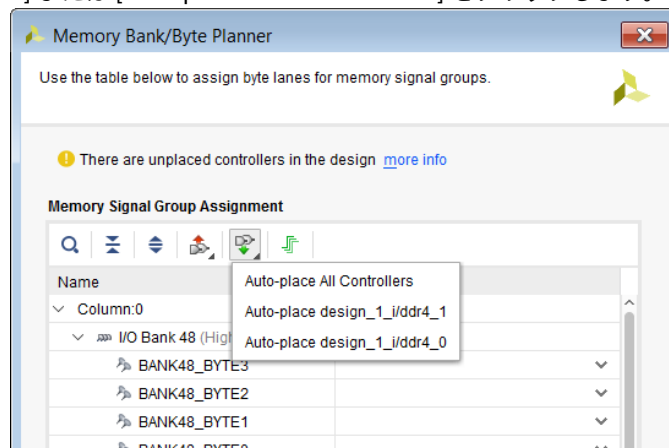 Memory Bank/Byte Planner
Use the table below to assign byte lanes for memory signal groups.
There are unplaced controllers in the design more info
Memory Signal Group Assignment
Name
Auto-place All Controllers
Column:0
Auto-place design_1_i/ddr4_1
I/O Bank 48 (High
Auto-place design_1_i/ddr4_0
BANK48_BYTE3
BANK48_BYTE2
BANK48_BYTE1